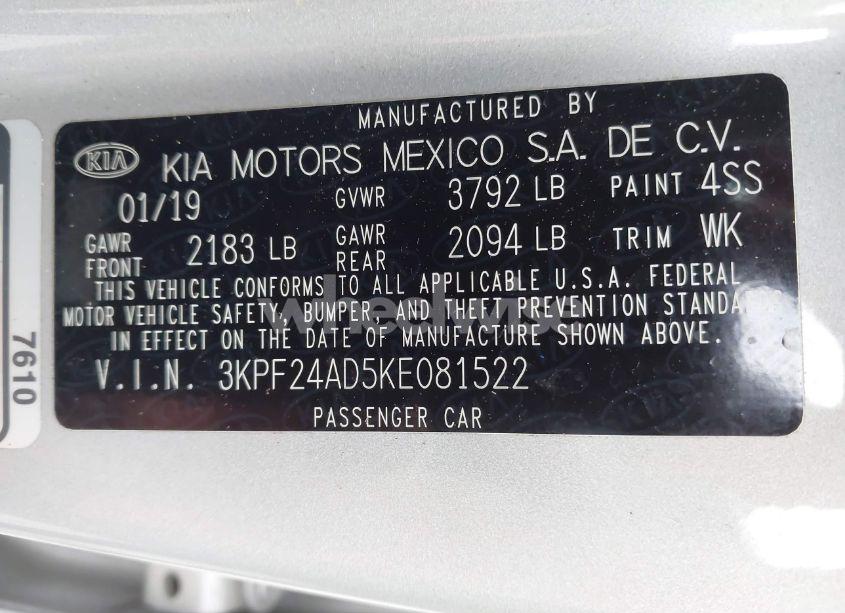 MANUFACTURED BY
KIA KIA MOTORS MEXICO S.A. DE C.V.
01/19 GVWR 3792 LB PAINT 4SS
GAWR FRONT 2183 LB GAWR REAR 2094 LB TRIM WK
THIS VEHICLE CONFORMS TO ALL APPLICABLE U.S.A. FEDERAL
MOTOR VEHICLE SAFETY, BUMPER, AND THEFT PREVENTION STANDARDS
IN EFFECT ON THE DATE OF MANUFACTURE SHOWN ABOVE.
V.I.N. 3KPF24AD5KE081522
PASSENGER CAR
7610